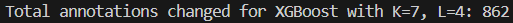 Total annotations changed for XGBoost with K=7, L=4: 862